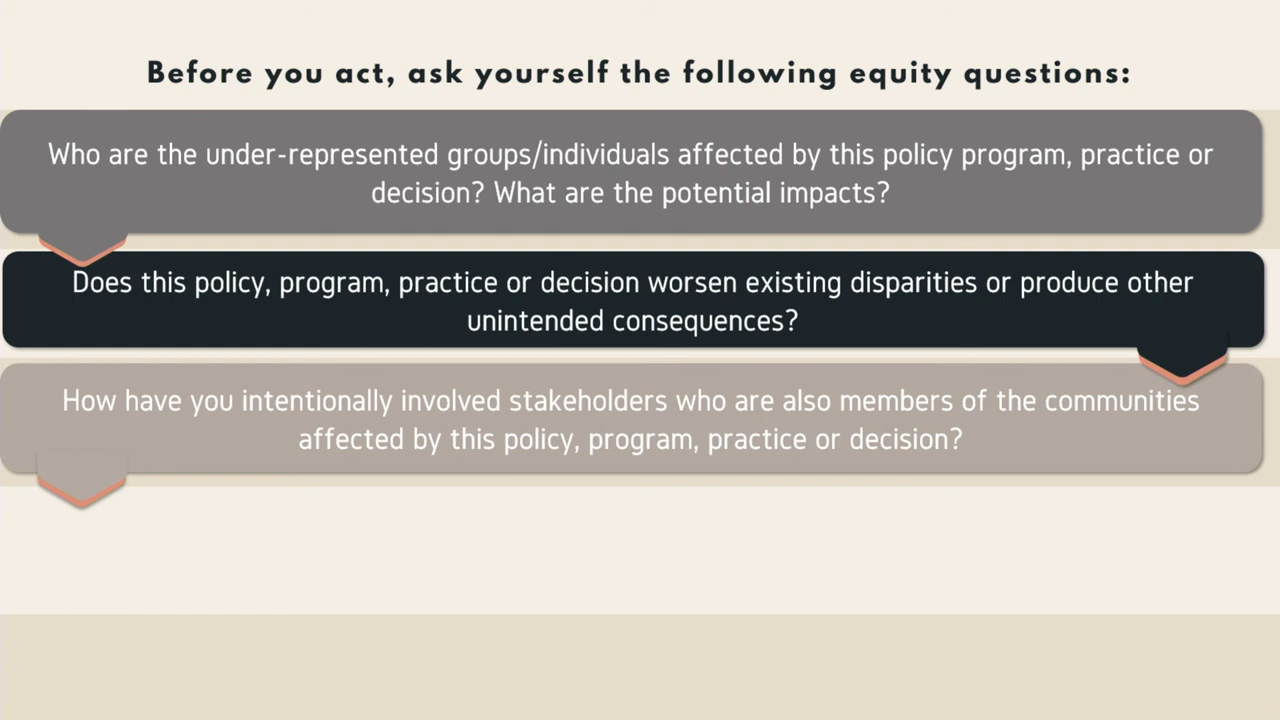 Before you act, ask yourself the following equity questions:
Who are the under-represented groups/individuals affected by this policy program, practice or
decision? What are the potential impacts?
Does this policy, program, practice or decision worsen existing disparities or produce other
unintended consequences?
How have you intentionally involved stakeholders who are also members of the communities
affected by this policy, program, practice or decision?